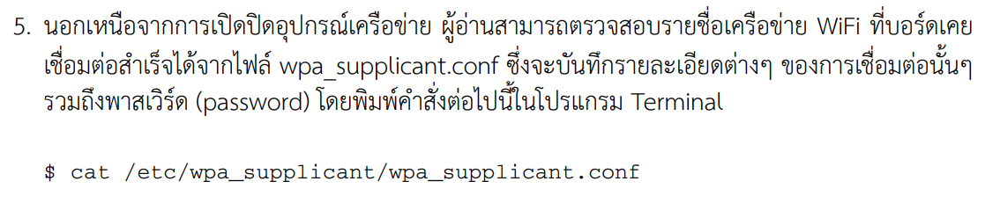 5. นอกเหนือจากการเปิดปิดอุปกรณ์เครือข่าย ผู้อ่านสามารถตรวจสอบรายชื่อเครือข่าย WiFi ที่บอร์ดเคย
เชื่อมต่อสำเร็จได้จากไฟล์ wpa_supplicant.conf ซึ่งจะบันทึกรายละเอียดต่างๆ ของการเชื่อมต่อนั้นๆ
รวมถึงพาสเวิร์ด (password) โดยพิมพ์คำสั่งต่อไปนี้ในโปรแกรม Terminal
$ cat /etc/wpa_supplicant/wpa_supplicant.conf